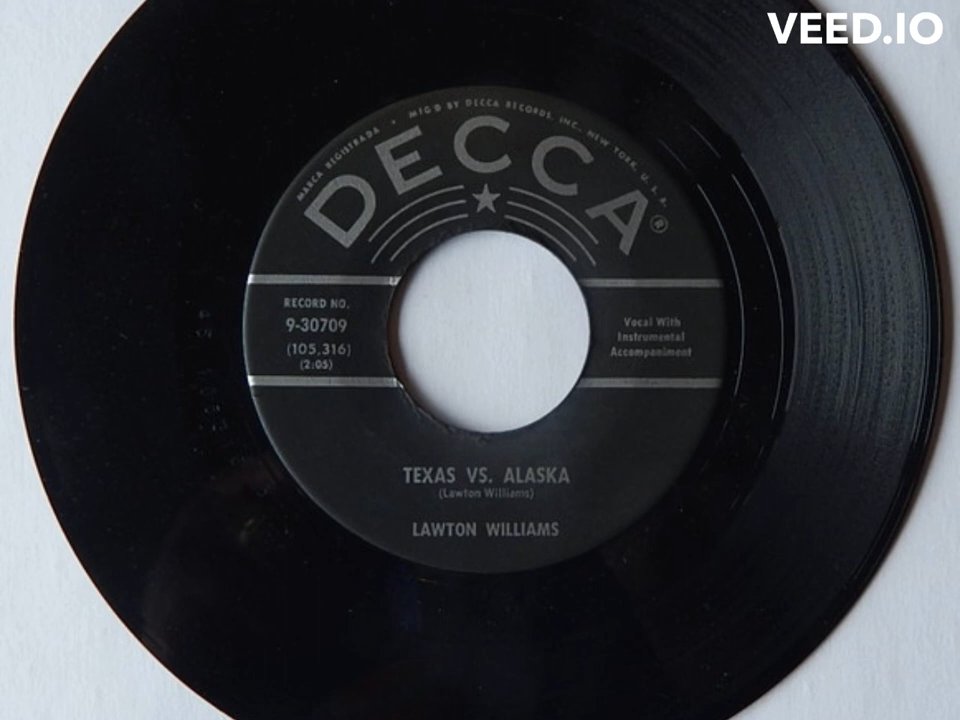 VEED.IO
MARCA REGISTRADA • MFG'D BY DECCA RECORDS, INC., NEW YORK, U.S.A.
DECCA®
RECORD NO.
9-30709
(105,316)
(2:05)
Vocal With
Instrumental
Accompaniment
TEXAS VS. ALASKA
(Lawton Williams)
LAWTON WILLIAMS